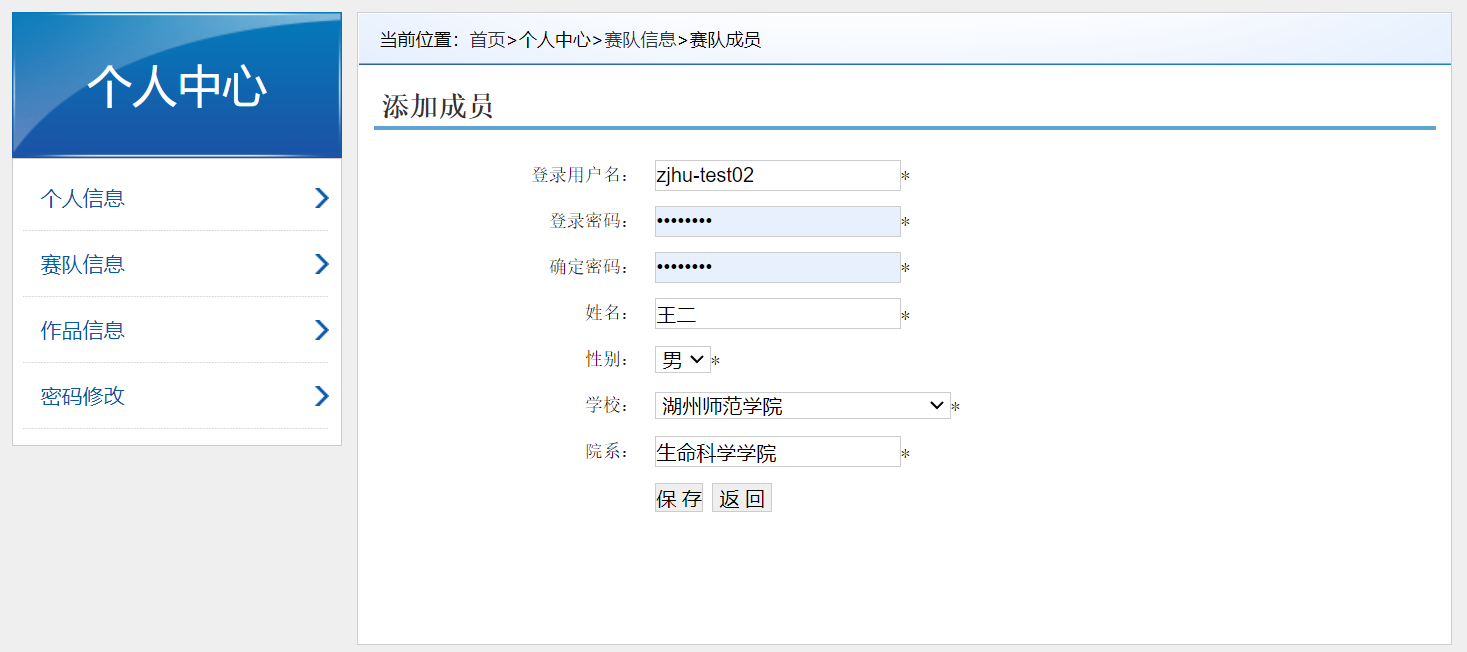 个人中心
个人信息
赛队信息
作品信息
密码修改
当前位置：首页>个人中心>赛队信息>赛队成员
添加成员
登录用户名： zjhu-test02*
登录密码： ••••••••*
确定密码： ••••••••*
姓名： 王二*
性别： 男*
学校： 湖州师范学院*
院系： 生命科学学院*
保 存 返 回